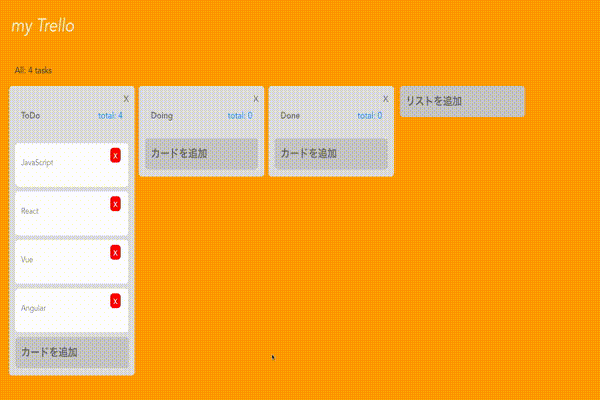 my Trello
All: 4 tasks
X
ToDo total: 4
JavaScript x
React x
Vue x
Angular x
カードを追加
X
Doing total: 0
カードを追加
X
Done total: 0
カードを追加
リストを追加